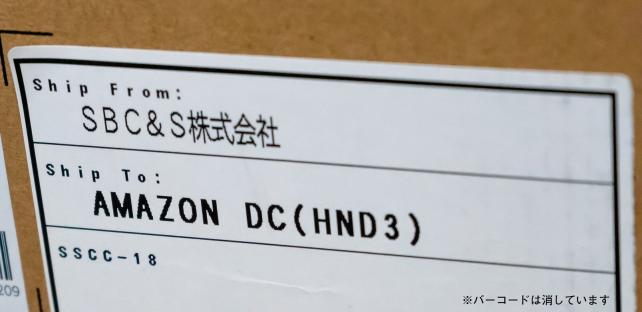 Ship From:
SBC&S株式会社
Ship To:
AMAZON DC(HND3)
SSCC-18
209
※バーコードは消しています